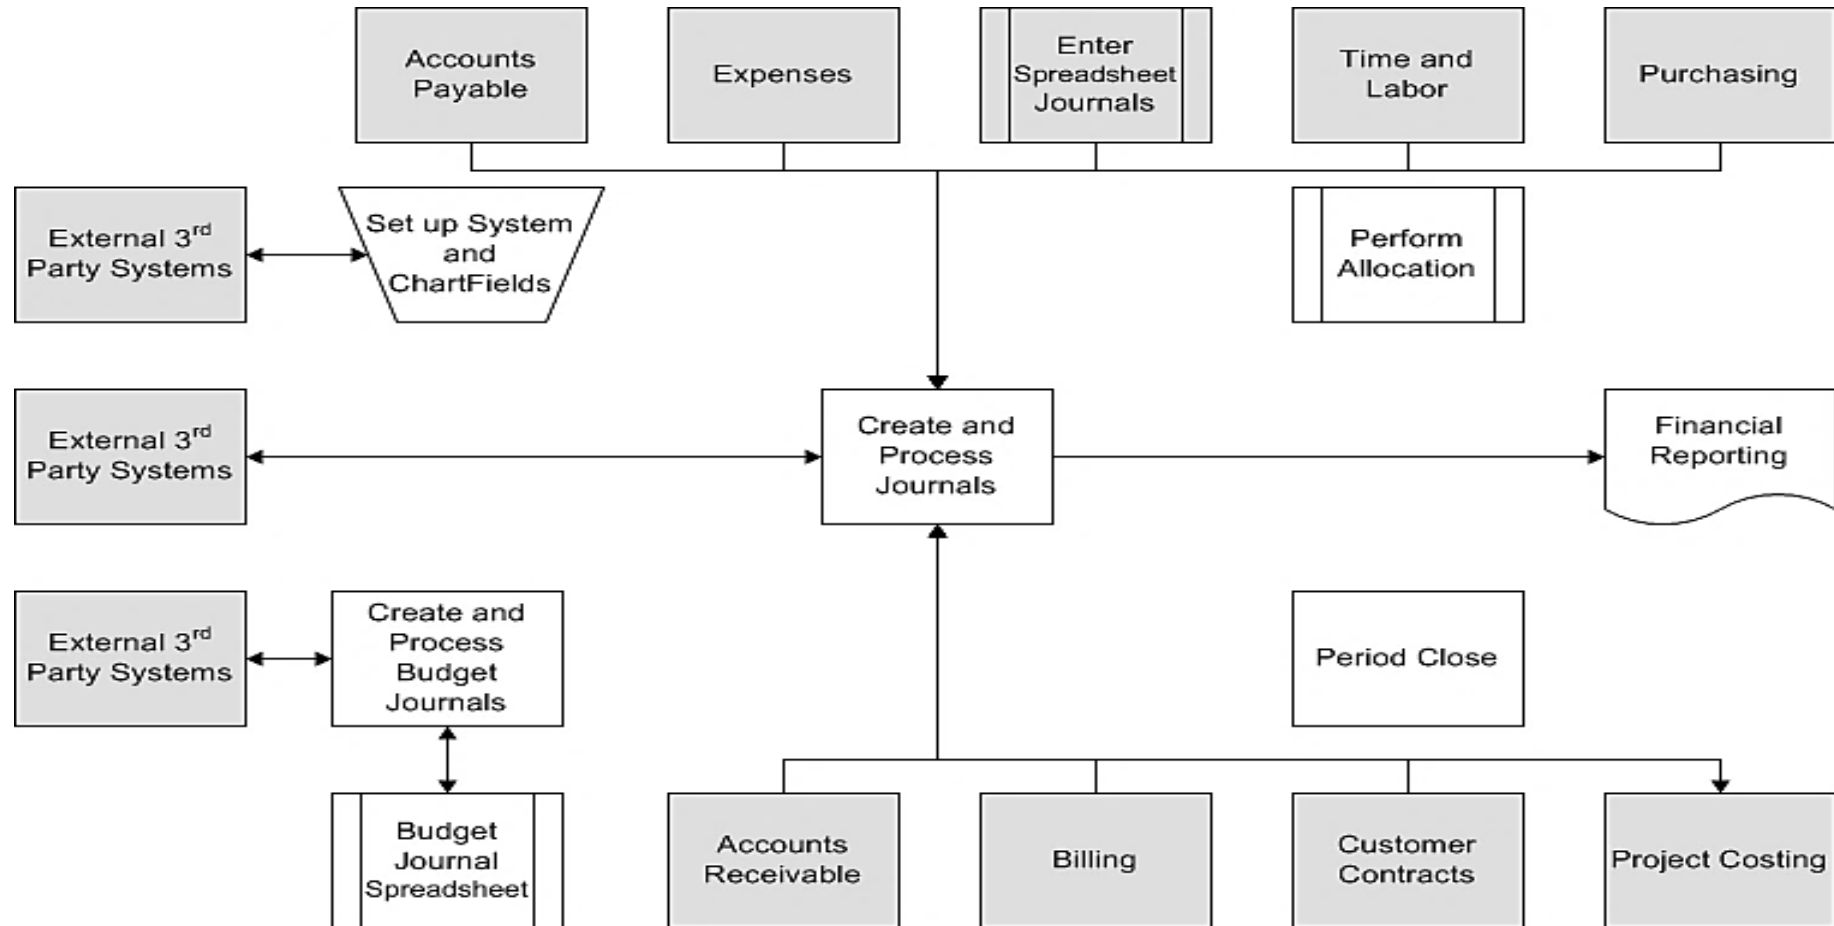 Accounts
Payable
Expenses
Enter
Spreadsheet
Journals
Time and
Labor
Purchasing
External 3rd
Party Systems
Set up System
and
ChartFields
Perform
Allocation
External 3rd
Party Systems
Create and
Process
Journals
Financial
Reporting
External 3rd
Party Systems
Create and
Process
Budget
Journals
Period Close
Budget
Journal
Spreadsheet
Accounts
Receivable
Billing
Customer
Contracts
Project Costing